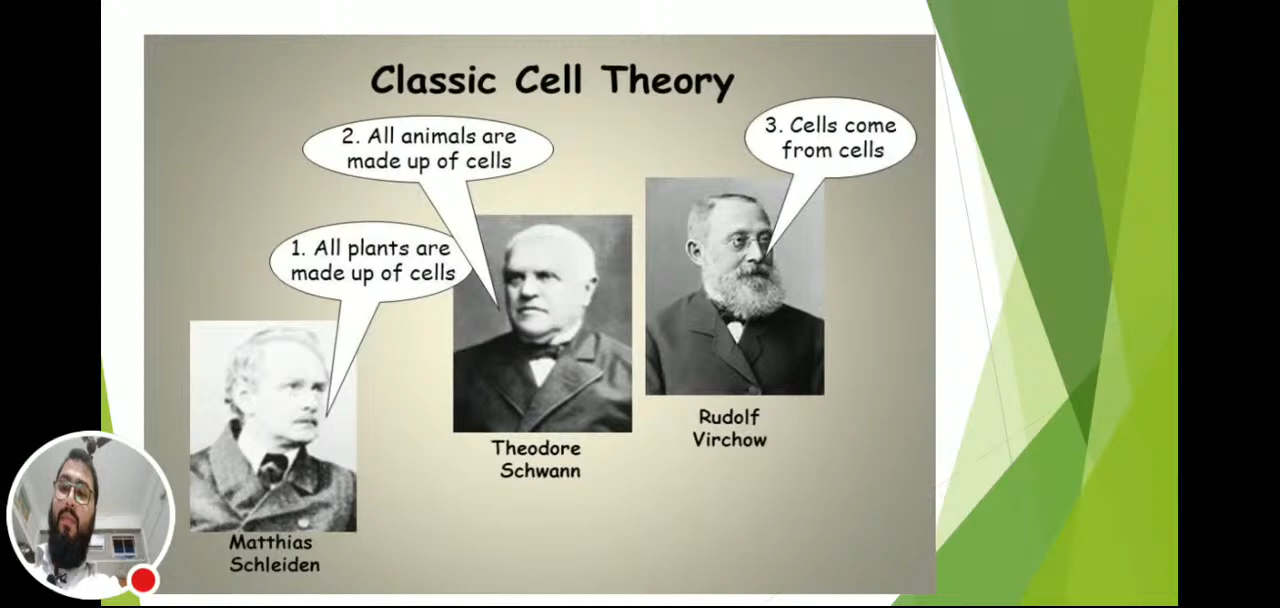 Classic Cell Theory
2. All animals are
made up of cells
3. Cells come
from cells
1. All plants are
made up of cells
Rudolf
Virchow
Theodore
Schwann
Matthias
Schleiden